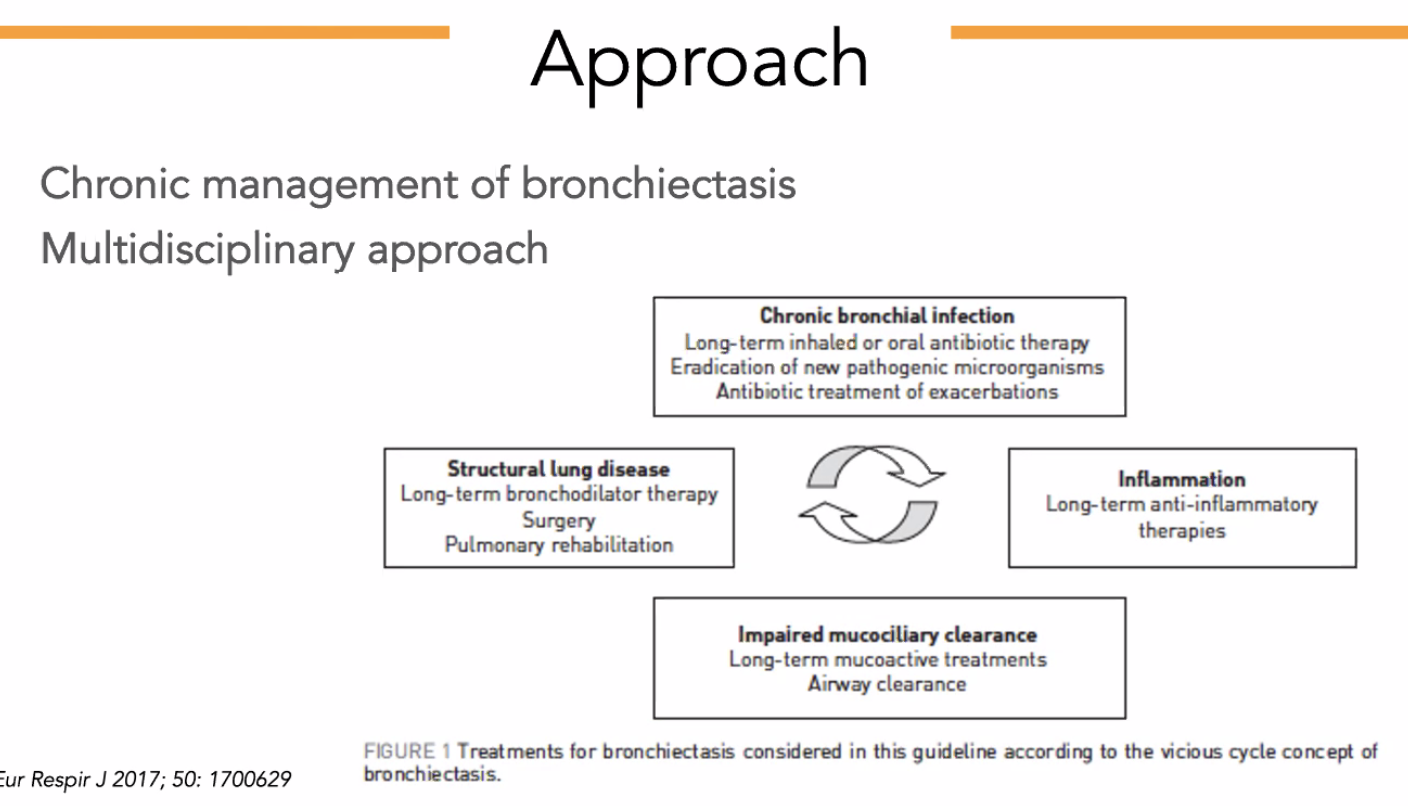 Approach
Chronic management of bronchiectasis
Multidisciplinary approach
Chronic bronchial infection
Long-term inhaled or oral antibiotic therapy
Eradication of new pathogenic microorganisms
Antibiotic treatment of exacerbations
Structural lung disease
Long-term bronchodilator therapy
Surgery
Pulmonary rehabilitation
Inflammation
Long-term anti-inflammatory
therapies
Impaired mucociliary clearance
Long-term mucoactive treatments
Airway clearance
FIGURE 1 Treatments for bronchiectasis considered in this guideline according to the vicious cycle concept of
bronchiectasis.
Eur Respir J 2017; 50: 1700629